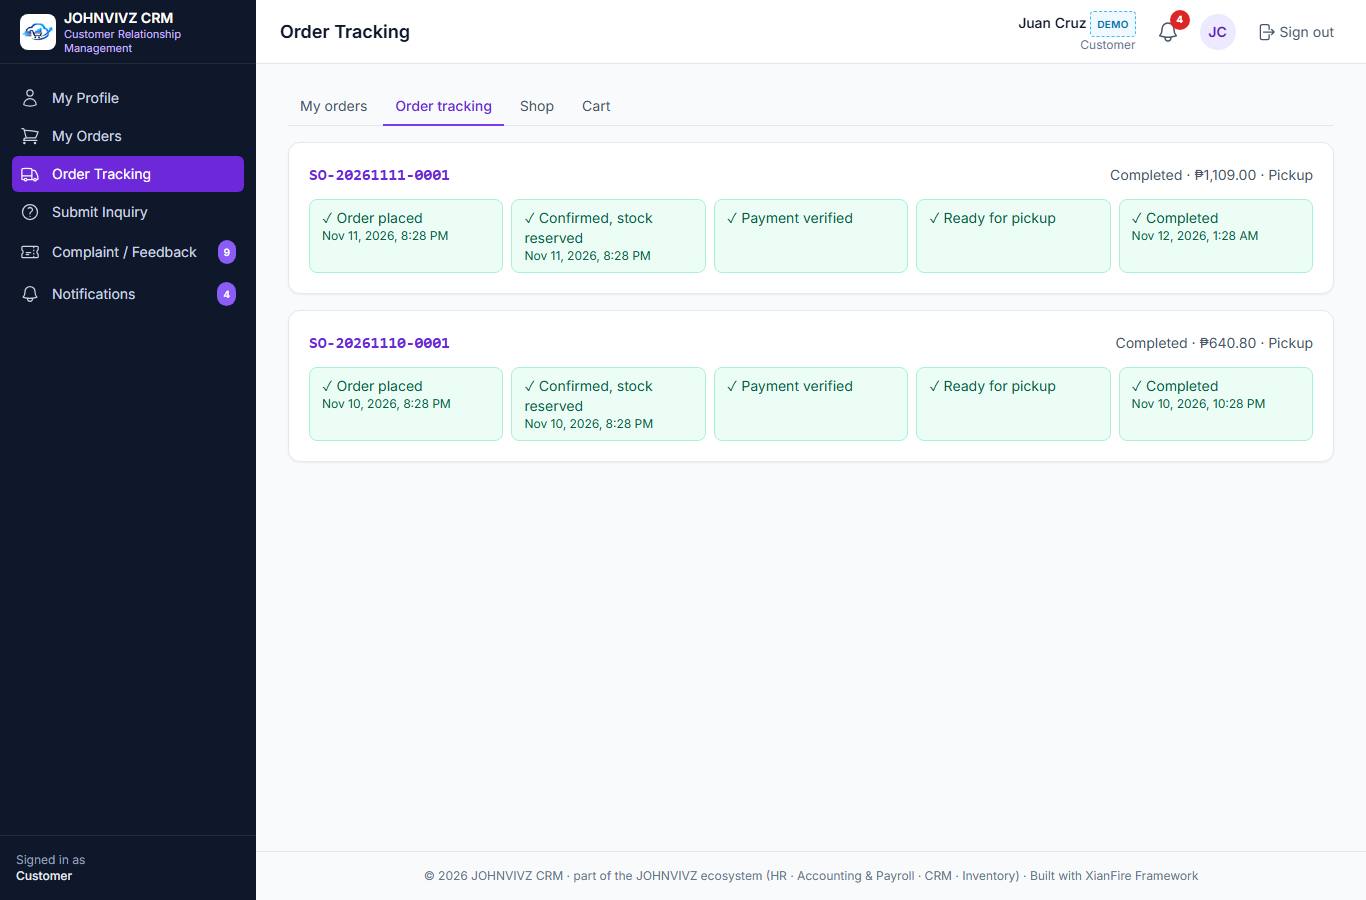 JOHNVIVZ CRM
Customer Relationship
Management
My Profile
My Orders
Order Tracking
Submit Inquiry
Complaint / Feedback 9
Notifications 4
Signed in as
Customer
Order Tracking
Juan Cruz DEMO
Customer
4
JC
Sign out
My orders Order tracking Shop Cart
SO-20261111-0001
Completed · ₱1,109.00 · Pickup
✓ Order placed
Nov 11, 2026, 8:28 PM
✓ Confirmed, stock
reserved
Nov 11, 2026, 8:28 PM
✓ Payment verified
✓ Ready for pickup
✓ Completed
Nov 12, 2026, 1:28 AM
SO-20261110-0001
Completed · ₱640.80 · Pickup
✓ Order placed
Nov 10, 2026, 8:28 PM
✓ Confirmed, stock
reserved
Nov 10, 2026, 8:28 PM
✓ Payment verified
✓ Ready for pickup
✓ Completed
Nov 10, 2026, 10:28 PM
© 2026 JOHNVIVZ CRM · part of the JOHNVIVZ ecosystem (HR · Accounting & Payroll · CRM · Inventory) · Built with XianFire Framework